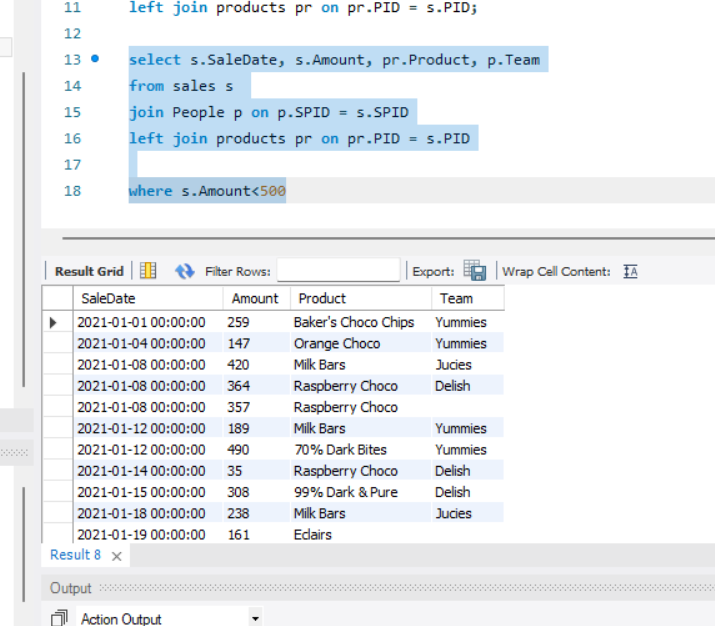 11 left join products pr on pr.PID = s.PID;
12
13 select s.SaleDate, s.Amount, pr.Product, p.Team
14 from sales s
15 join People p on p.SPID = s.SPID
16 left join products pr on pr.PID = s.PID
17
18 where s.Amount<500
Result Grid Filter Rows: Export: Wrap Cell Content: IA
SaleDate Amount Product Team
2021-01-01 00:00:00 259 Baker's Choco Chips Yummies
2021-01-04 00:00:00 147 Orange Choco Yummies
2021-01-08 00:00:00 420 Milk Bars Jucies
2021-01-08 00:00:00 364 Raspberry Choco Delish
2021-01-08 00:00:00 357 Raspberry Choco
2021-01-12 00:00:00 189 Milk Bars Yummies
2021-01-12 00:00:00 490 70% Dark Bites Yummies
2021-01-14 00:00:00 35 Raspberry Choco Delish
2021-01-15 00:00:00 308 99% Dark & Pure Delish
2021-01-18 00:00:00 238 Milk Bars Jucies
2021-01-19 00:00:00 161 Eclairs
Result 8
Output
Action Output